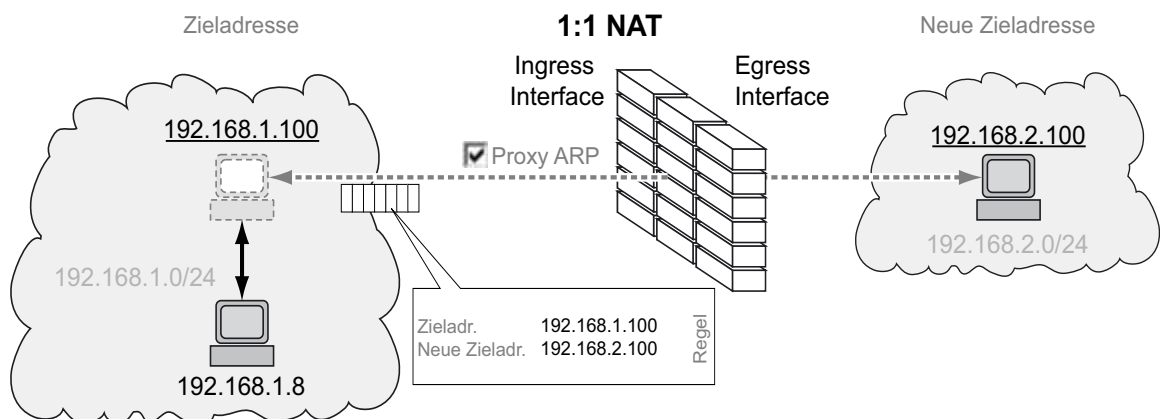 Zieladresse
1:1 NAT
Neue Zieladresse
Ingress
Interface
Egress
Interface
192.168.1.100
192.168.2.100
Proxy ARP
192.168.1.0/24
192.168.2.0/24
Zieladr. 192.168.1.100
Neue Zieladr. 192.168.2.100
Regel
192.168.1.8